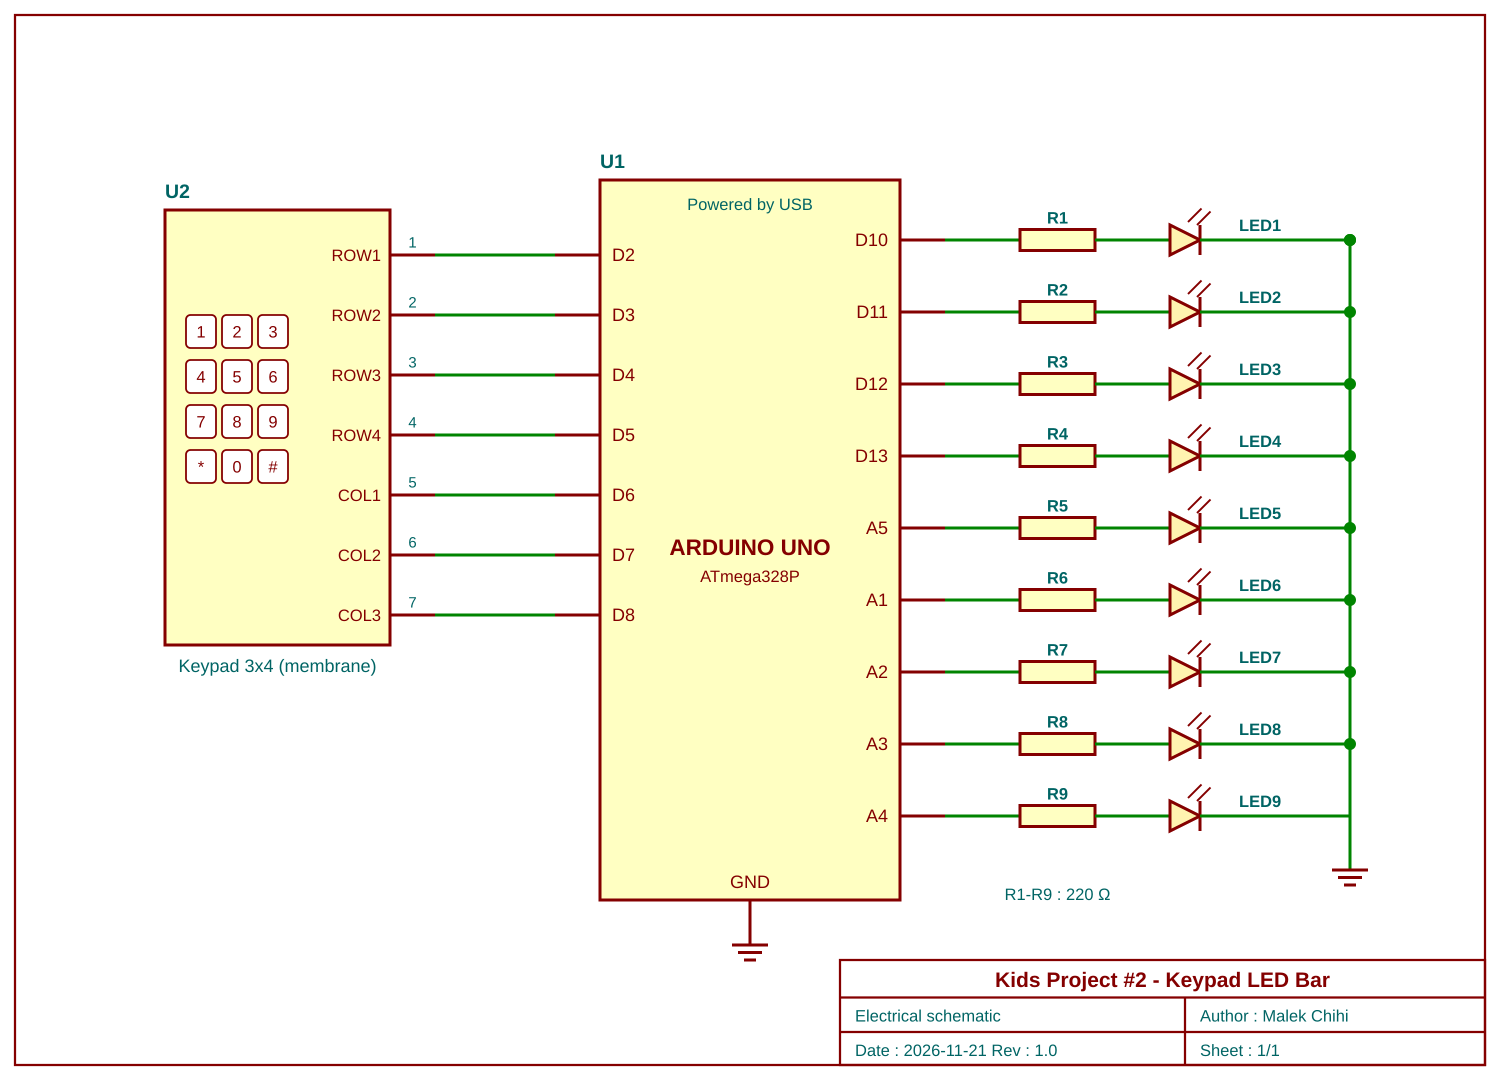 U2
ROW1
1
ROW2
2
ROW3
3
ROW4
4
COL1
5
COL2
6
COL3
7
1 2 3
4 5 6
7 8 9
* 0 #
Keypad 3x4 (membrane)
U1
Powered by USB
D2
D3
D4
D5
D6
D7
D8
ARDUINO UNO
ATmega328P
D10
D11
D12
D13
A5
A1
A2
A3
A4
GND
R1
LED1
R2
LED2
R3
LED3
R4
LED4
R5
LED5
R6
LED6
R7
LED7
R8
LED8
R9
LED9
R1-R9 : 220 Ω
Kids Project #2 - Keypad LED Bar
Electrical schematic
Author : Malek Chihi
Date : 2026-11-21 Rev : 1.0
Sheet : 1/1